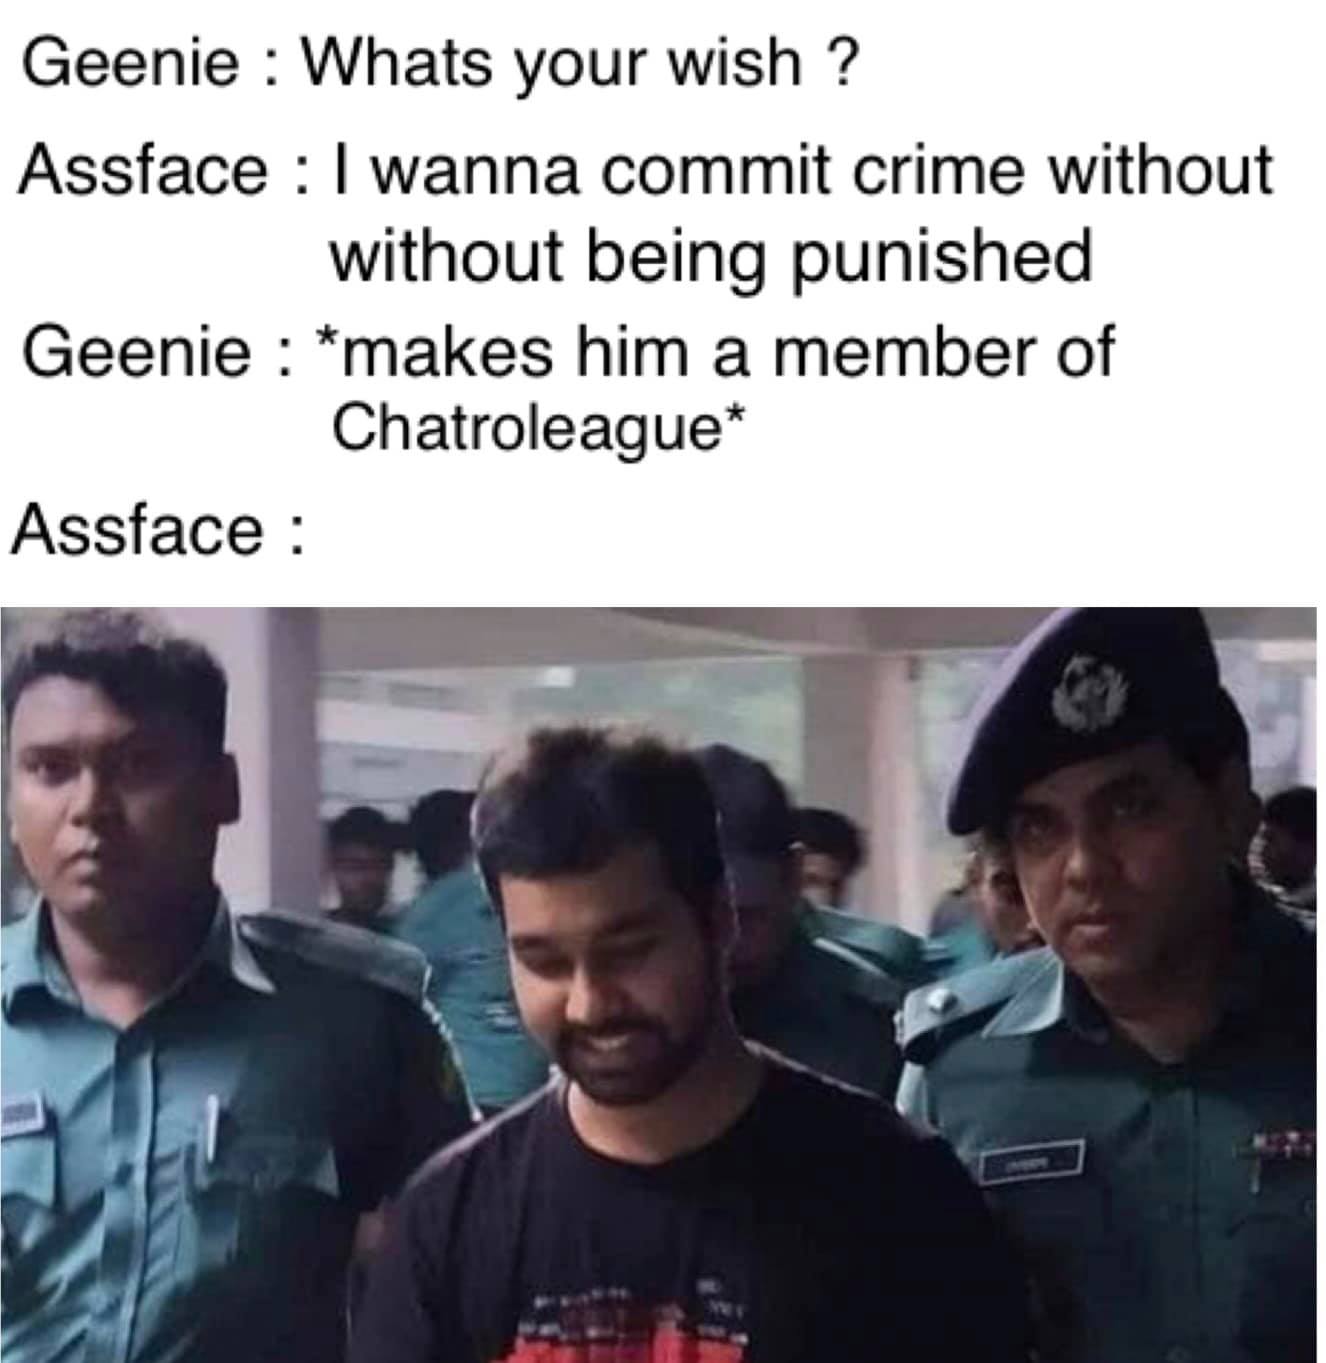 Geenie : Whats your wish ?
Assface : I wanna commit crime without
without being punished
Geenie : *makes him a member of
Chatroleague*
Assface :